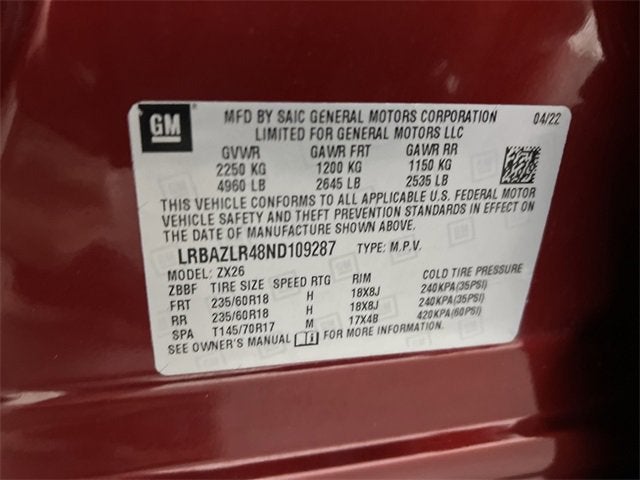 GM
MFD BY SAIC GENERAL MOTORS CORPORATION 04/22
LIMITED FOR GENERAL MOTORS LLC
GVWR GAWR FRT GAWR RR
2250 KG 1200 KG 1150 KG
4960 LB 2645 LB 2535 LB
THIS VEHICLE CONFORMS TO ALL APPLICABLE U.S. FEDERAL MOTOR
VEHICLE SAFETY AND THEFT PREVENTION STANDARDS IN EFFECT ON
THE DATE OF MANUFACTURE SHOWN ABOVE.
LRBAZLR48ND109287 TYPE: M.P.V.
MODEL: ZX26
ZBBF TIRE SIZE SPEED RTG RIM COLD TIRE PRESSURE
FRT 235/60R18 H 18X8J 240KPA(35PSI)
RR 235/60R18 H 18X8J 240KPA(35PSI)
SPA T145/70R17 M 17X4B 420KPA(60PSI)
SEE OWNER'S MANUAL FOR MORE INFORMATION.